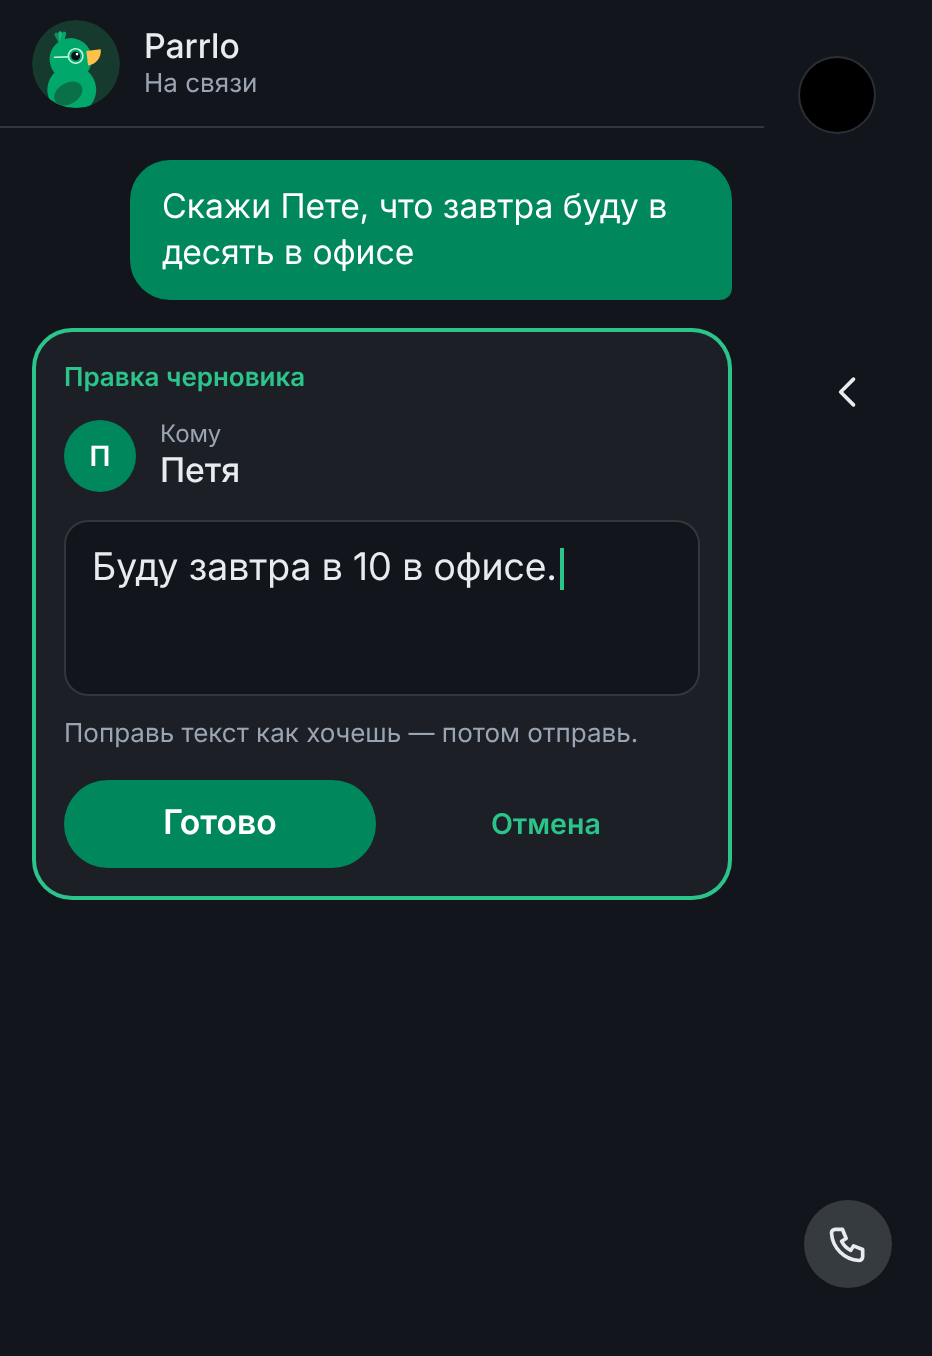 Parrlo
На связи
Скажи Пете, что завтра буду в
десять в офисе
Правка черновика
П
Кому
Петя
Буду завтра в 10 в офисе.
Поправь текст как хочешь — потом отправь.
Готово
Отмена